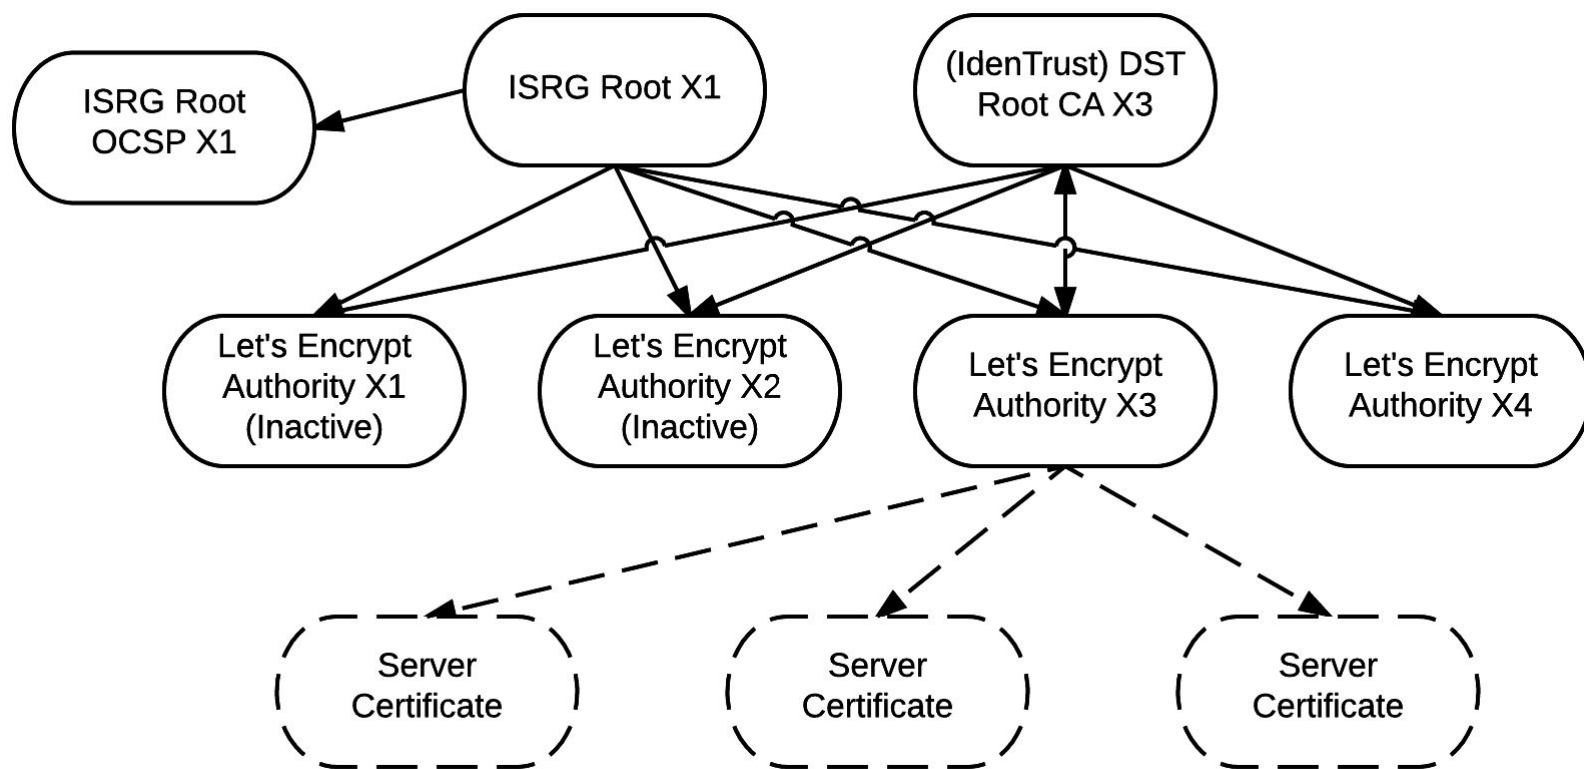 ISRG Root
OCSP X1
ISRG Root X1
(IdenTrust) DST
Root CA X3
Let's Encrypt
Authority X1
(Inactive)
Let's Encrypt
Authority X2
(Inactive)
Let's Encrypt
Authority X3
Let's Encrypt
Authority X4
Server
Certificate
Server
Certificate
Server
Certificate